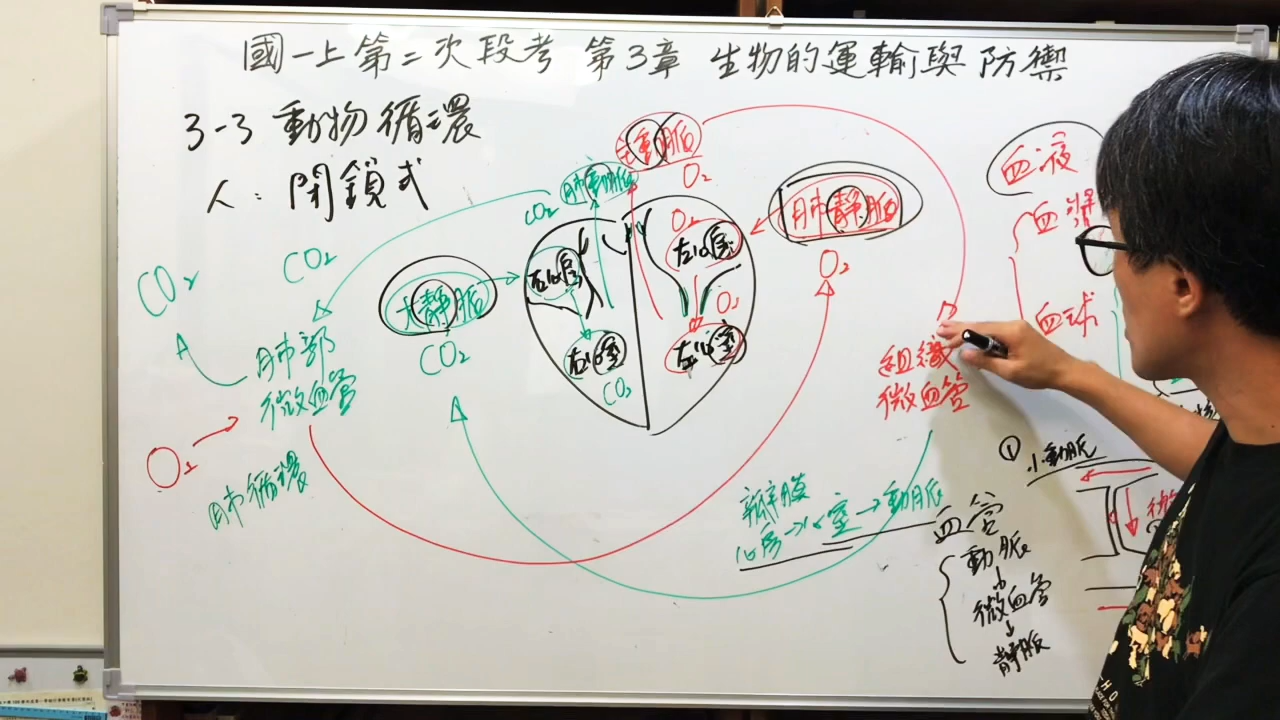 國一上第二次段考 第3章 生物的運輸與防禦
3-3 動物循環
人：閉鎖式
大動脈
O₂
肺動脈
CO₂
肺靜脈
O₂
血液
血漿
血球
CO₂
CO₂
大靜脈
CO₂
右心房
右心室
CO₂
O₂
左心房
O₂
左心室
肺部
微血管
O₂
肺循環
組織
微血管
瓣膜
心房→心室→動脈
血管
動脈
↓
微血管
↓
靜脈
① 小動脈